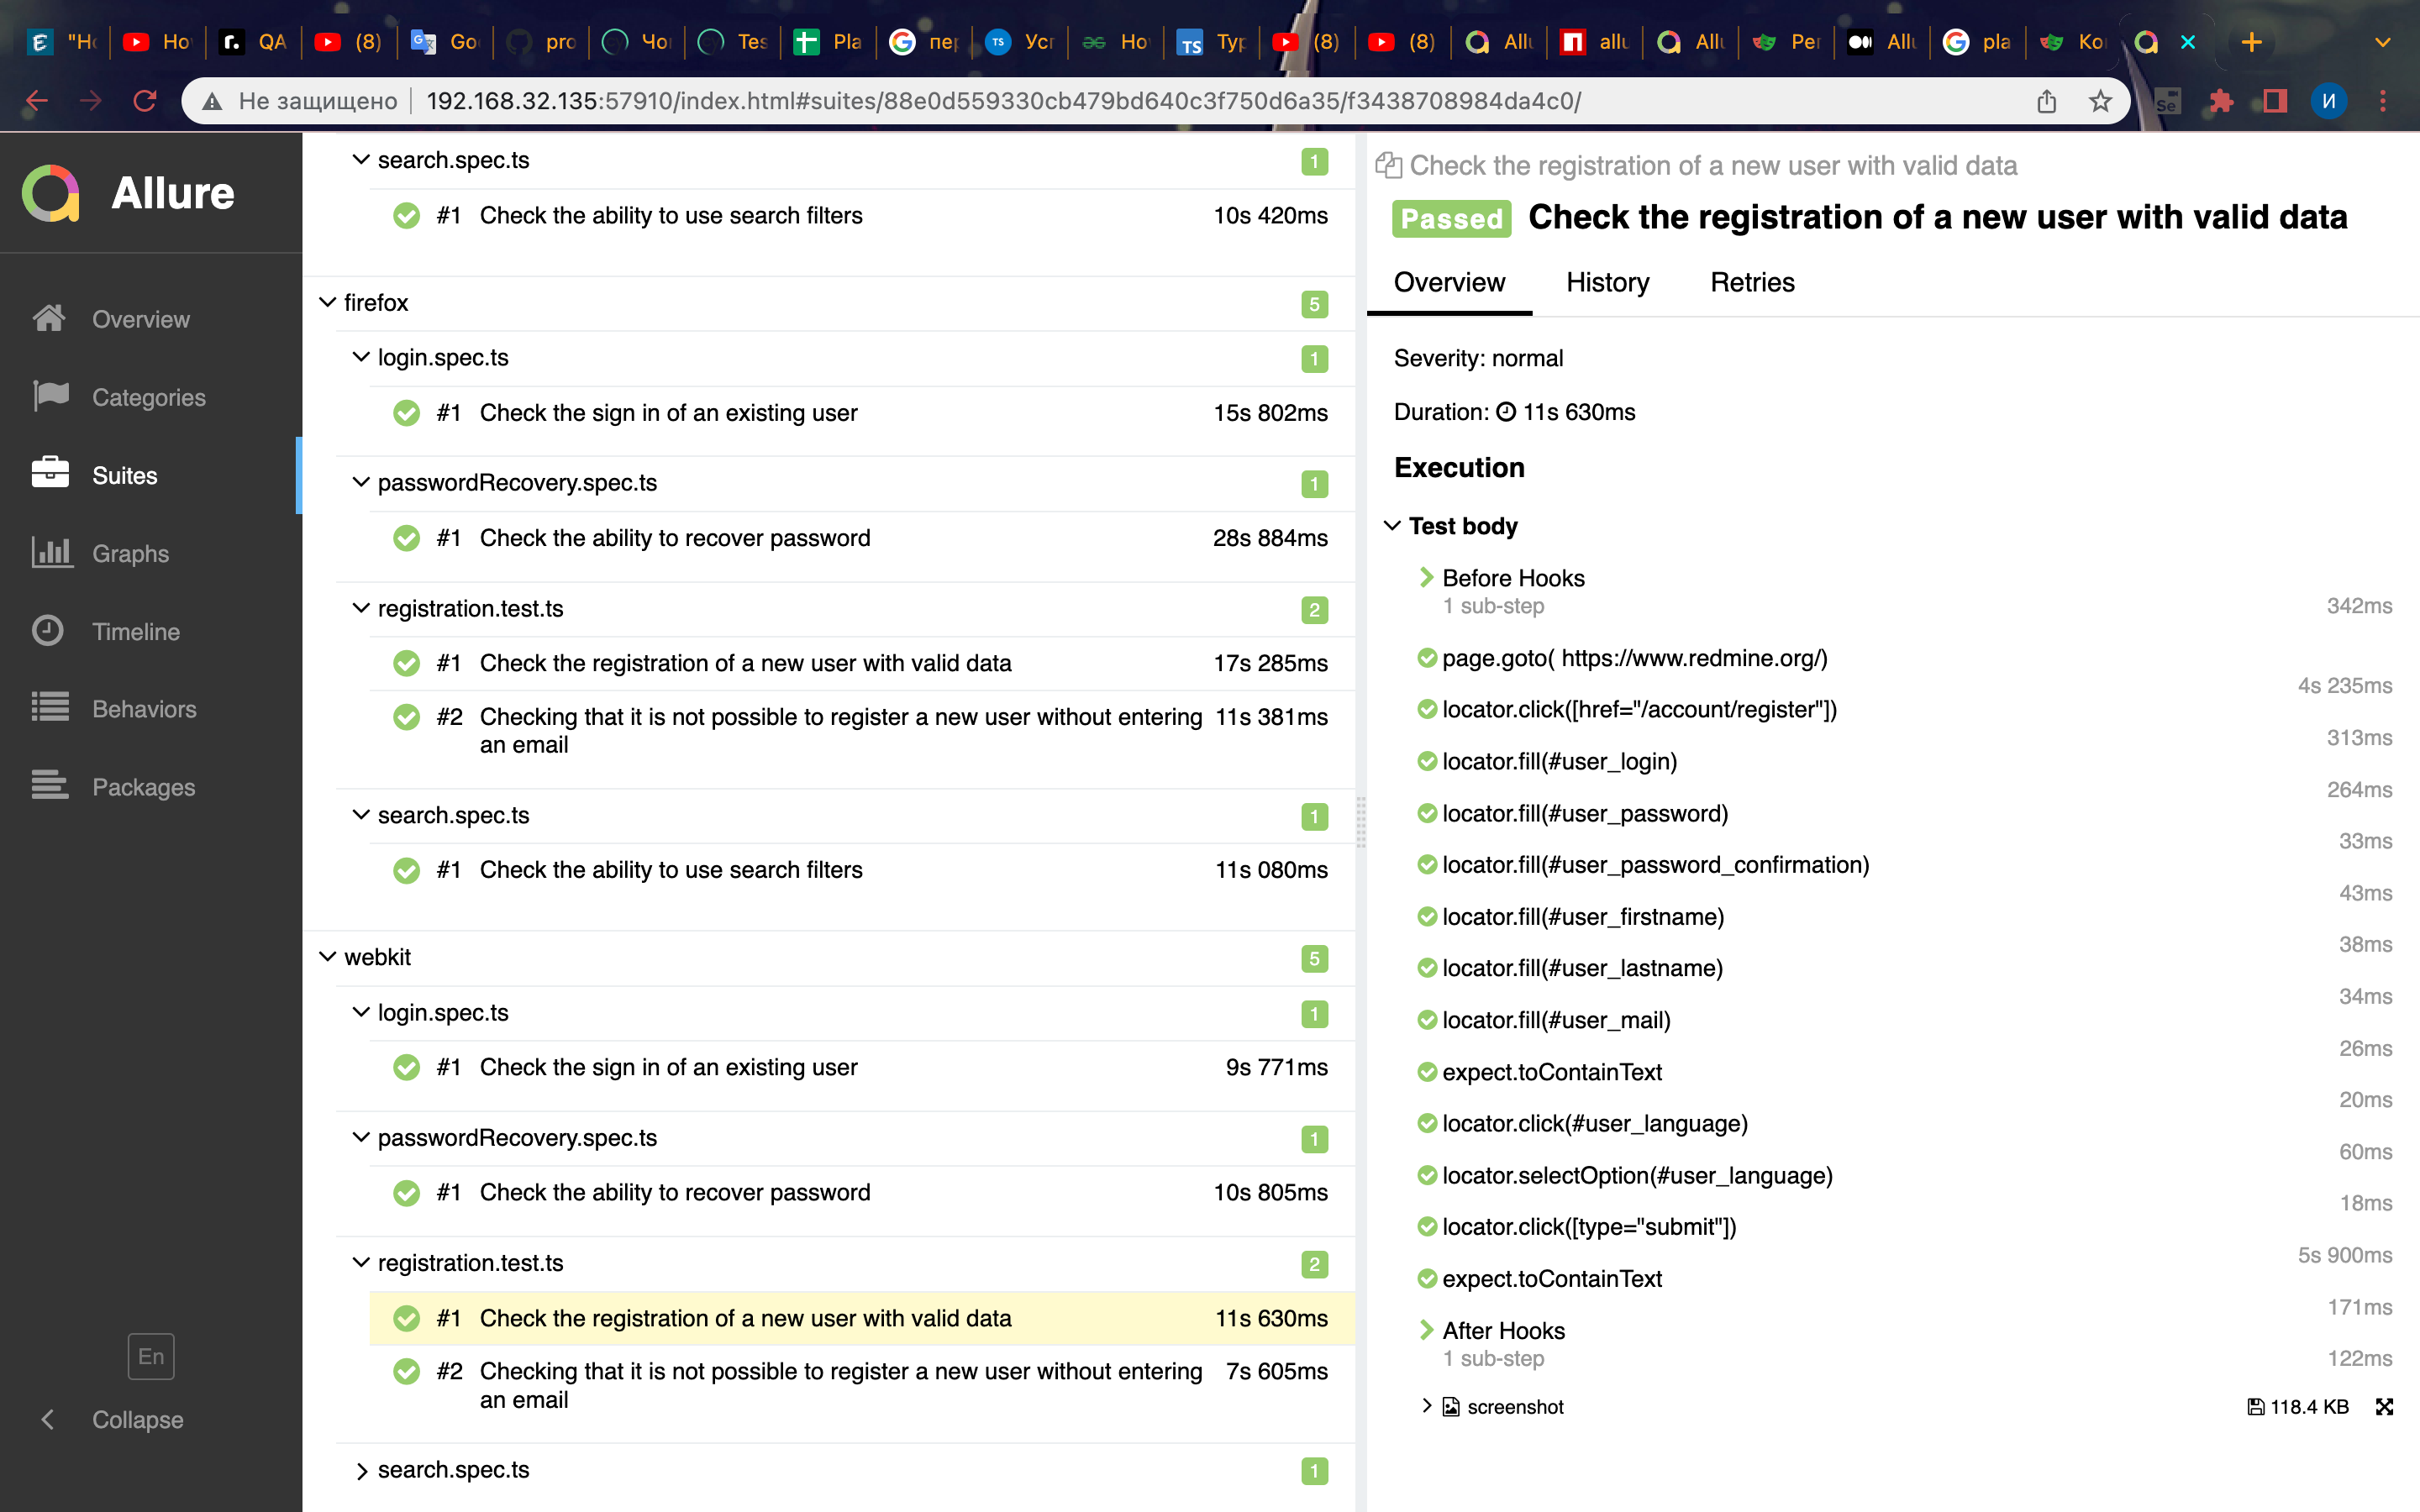 "Ho
Ho
QA
(8)
Go
pro
Чо
Tes
Pla
пер
Уст
Ho
Typ
(8)
(8)
Allu
allu
Allu
Per
Allu
pla
Ко
Не защищено
192.168.32.135:57910/index.html#suites/88e0d559330cb479bd640c3f750d6a35/f3438708984da4c0/
Se
И
Allure
Overview
Categories
Suites
Graphs
Timeline
Behaviors
Packages
En
Collapse
search.spec.ts 1
#1 Check the ability to use search filters 10s 420ms
firefox 5
login.spec.ts 1
#1 Check the sign in of an existing user 15s 802ms
passwordRecovery.spec.ts 1
#1 Check the ability to recover password 28s 884ms
registration.test.ts 2
#1 Check the registration of a new user with valid data 17s 285ms
#2 Checking that it is not possible to register a new user without entering 11s 381ms
an email
search.spec.ts 1
#1 Check the ability to use search filters 11s 080ms
webkit 5
login.spec.ts 1
#1 Check the sign in of an existing user 9s 771ms
passwordRecovery.spec.ts 1
#1 Check the ability to recover password 10s 805ms
registration.test.ts 2
#1 Check the registration of a new user with valid data 11s 630ms
#2 Checking that it is not possible to register a new user without entering 7s 605ms
an email
search.spec.ts 1
Check the registration of a new user with valid data
Passed Check the registration of a new user with valid data
Overview History Retries
Severity: normal
Duration: 11s 630ms
Execution
Test body
Before Hooks
1 sub-step 342ms
page.goto( https://www.redmine.org/)
4s 235ms
locator.click([href="/account/register"])
313ms
locator.fill(#user_login)
264ms
locator.fill(#user_password)
33ms
locator.fill(#user_password_confirmation)
43ms
locator.fill(#user_firstname)
38ms
locator.fill(#user_lastname)
34ms
locator.fill(#user_mail)
26ms
expect.toContainText
20ms
locator.click(#user_language)
60ms
locator.selectOption(#user_language)
18ms
locator.click([type="submit"])
5s 900ms
expect.toContainText
171ms
After Hooks
1 sub-step 122ms
screenshot 118.4 KB